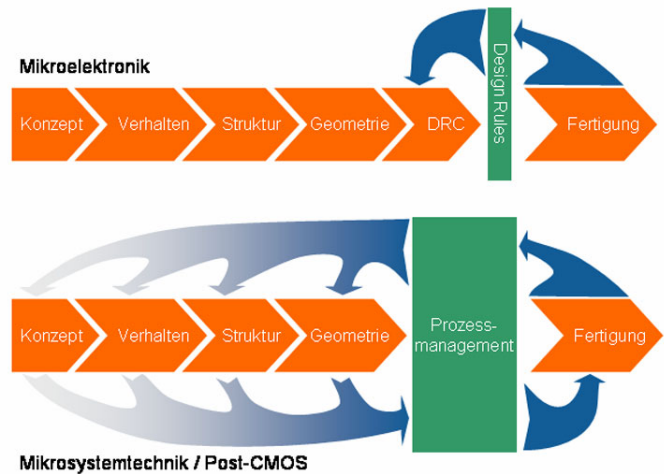 Mikroelektronik
Konzept
Verhalten
Struktur
Geometrie
DRC
Design Rules
Fertigung
Konzept
Verhalten
Struktur
Geometrie
Prozess-
management
Fertigung
Mikrosystemtechnik / Post-CMOS